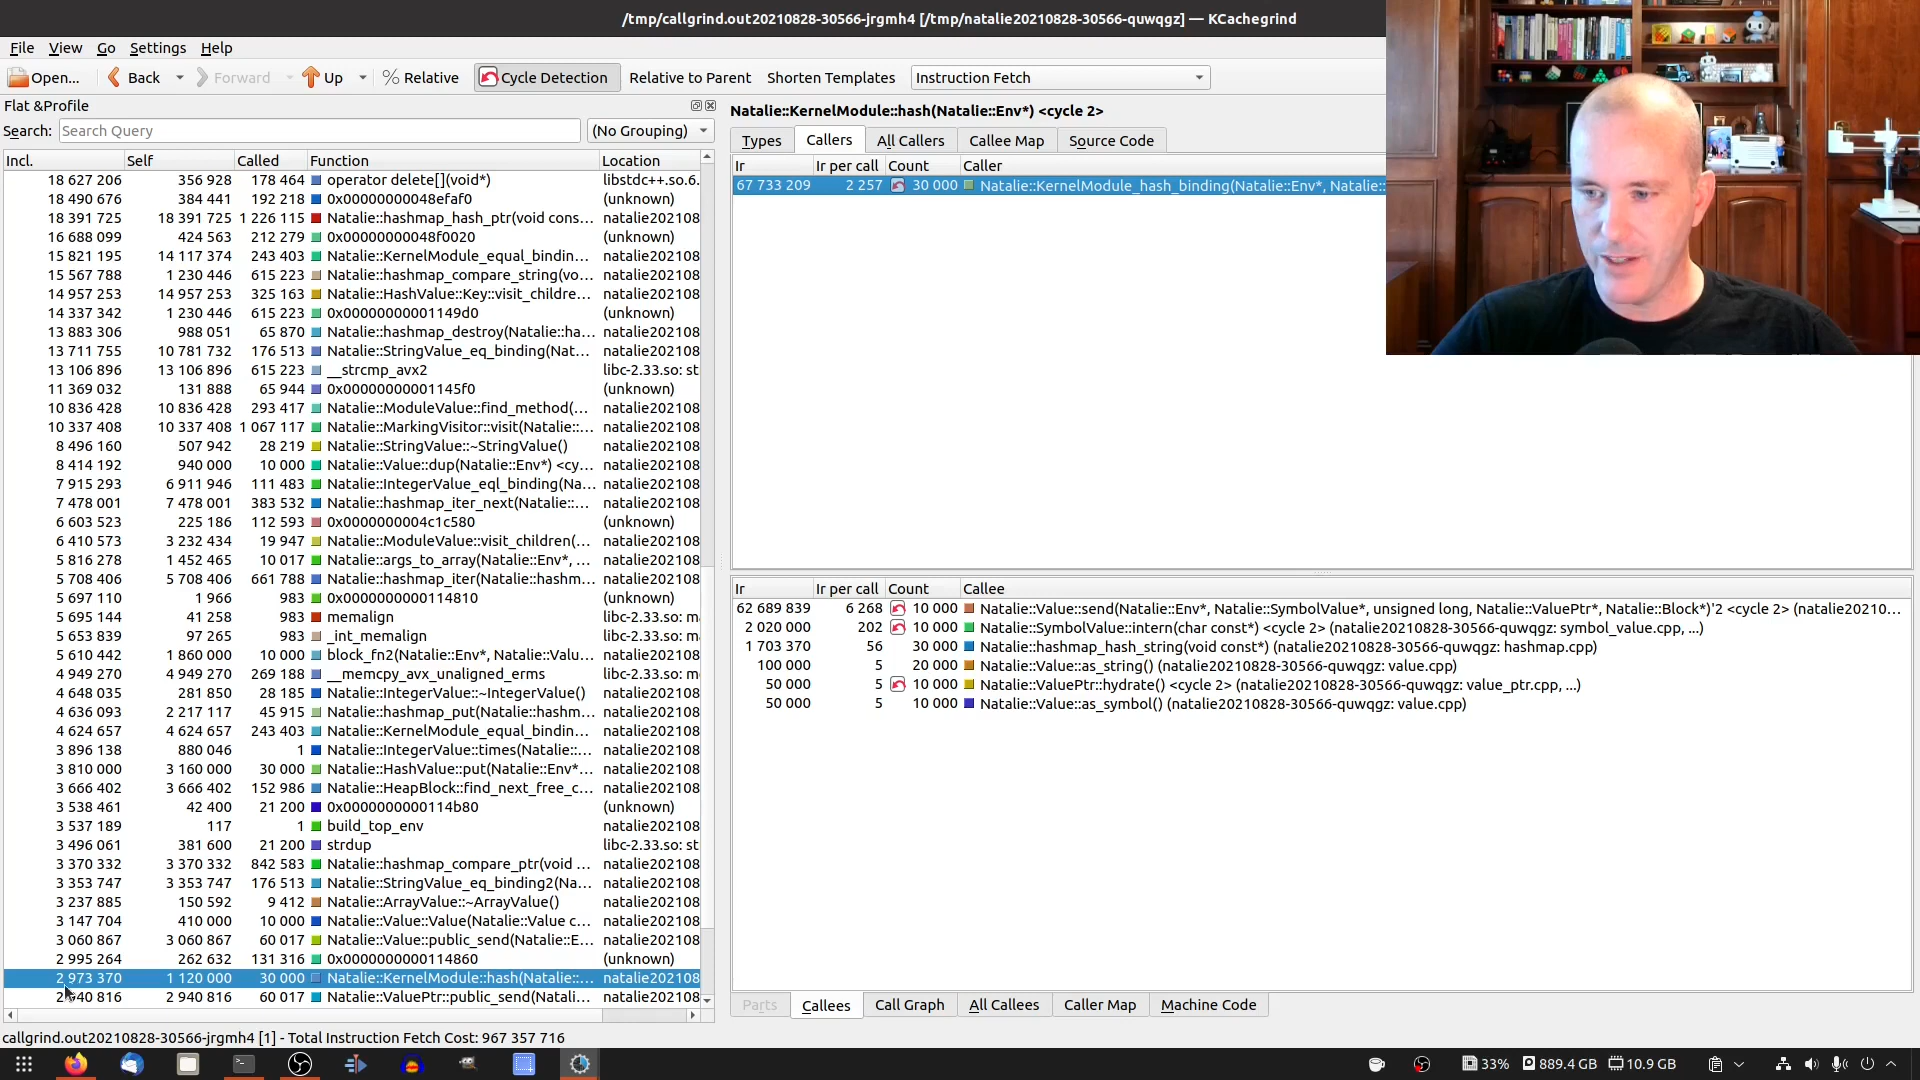 /tmp/callgrind.out20210828-30566-jrgmh4 [/tmp/natalie20210828-30566-quwqgz] — KCachegrind
File View Go Settings Help
Open... Back Forward Up % Relative Cycle Detection Relative to Parent Shorten Templates Instruction Fetch
Flat &Profile
Search: Search Query (No Grouping)
Incl. Self Called Function Location
18 627 206 356 928 178 464 operator delete[](void*) libstdc++.so.6.
18 490 676 384 441 192 218 0x00000000048efaf0 (unknown)
18 391 725 18 391 725 1 226 115 Natalie::hashmap_hash_ptr(void cons... natalie202108
16 688 099 424 563 212 279 0x00000000048f0020 (unknown)
15 821 195 14 117 374 243 403 Natalie::KernelModule_equal_bindin... natalie202108
15 567 788 1 230 446 615 223 Natalie::hashmap_compare_string(vo... natalie202108
14 957 253 14 957 253 325 163 Natalie::HashValue::Key::visit_childre... natalie202108
14 337 342 1 230 446 615 223 0x00000000001149d0 (unknown)
13 883 306 988 051 65 870 Natalie::hashmap_destroy(Natalie::ha... natalie202108
13 711 755 10 781 732 176 513 Natalie::StringValue_eq_binding(Nat... natalie202108
13 106 896 13 106 896 615 223 __strcmp_avx2 libc-2.33.so: st
11 369 032 131 888 65 944 0x00000000001145f0 (unknown)
10 836 428 10 836 428 293 417 Natalie::ModuleValue::find_method(... natalie202108
10 337 408 10 337 408 1 067 117 Natalie::MarkingVisitor::visit(Natalie::... natalie202108
8 496 160 507 942 28 219 Natalie::StringValue::~StringValue() natalie202108
8 414 192 940 000 10 000 Natalie::Value::dup(Natalie::Env*) <cy... natalie202108
7 915 293 6 911 946 111 483 Natalie::IntegerValue_eql_binding(Na... natalie202108
7 478 001 7 478 001 383 532 Natalie::hashmap_iter_next(Natalie::... natalie202108
6 603 523 225 186 112 593 0x0000000004c1c580 (unknown)
6 410 573 3 232 434 19 947 Natalie::ModuleValue::visit_children(... natalie202108
5 816 278 1 452 465 10 017 Natalie::args_to_array(Natalie::Env*, ... natalie202108
5 708 406 5 708 406 661 788 Natalie::hashmap_iter(Natalie::hashm... natalie202108
5 697 110 1 966 983 0x0000000000114810 (unknown)
5 695 144 41 258 983 memalign libc-2.33.so: m
5 653 839 97 265 983 _int_memalign libc-2.33.so: m
5 610 442 1 860 000 10 000 block_fn2(Natalie::Env*, Natalie::Valu... natalie202108
4 949 270 4 949 270 269 188 __memcpy_avx_unaligned_erms libc-2.33.so: m
4 648 035 281 850 28 185 Natalie::IntegerValue::~IntegerValue() natalie202108
4 636 093 2 217 117 45 915 Natalie::hashmap_put(Natalie::hashm... natalie202108
4 624 657 4 624 657 243 403 Natalie::KernelModule_equal_bindin... natalie202108
3 896 138 880 046 1 Natalie::IntegerValue::times(Natalie::... natalie202108
3 810 000 3 160 000 30 000 Natalie::HashValue::put(Natalie::Env*... natalie202108
3 666 402 3 666 402 152 986 Natalie::HeapBlock::find_next_free_c... natalie202108
3 538 461 42 400 21 200 0x0000000000114b80 (unknown)
3 537 189 117 1 build_top_env natalie202108
3 496 061 381 600 21 200 strdup libc-2.33.so: st
3 370 332 3 370 332 842 583 Natalie::hashmap_compare_ptr(void ... natalie202108
3 353 747 3 353 747 176 513 Natalie::StringValue_eq_binding2(Na... natalie202108
3 237 885 150 592 9 412 Natalie::ArrayValue::~ArrayValue() natalie202108
3 147 704 410 000 10 000 Natalie::Value::Value(Natalie::Value c... natalie202108
3 060 867 3 060 867 60 017 Natalie::Value::public_send(Natalie::E... natalie202108
2 995 264 262 632 131 316 0x0000000000114860 (unknown)
2 973 370 1 120 000 30 000 Natalie::KernelModule::hash(Natalie::... natalie202108
2 940 816 2 940 816 60 017 Natalie::ValuePtr::public_send(Natali... natalie202108
callgrind.out20210828-30566-jrgmh4 [1] - Total Instruction Fetch Cost: 967 357 716
Natalie::KernelModule::hash(Natalie::Env*) <cycle 2>
Types Callers All Callers Callee Map Source Code
Ir Ir per call Count Caller
67 733 209 2 257 30 000 Natalie::KernelModule_hash_binding(Natalie::Env*, Natalie::
Ir Ir per call Count Callee
62 689 839 6 268 10 000 Natalie::Value::send(Natalie::Env*, Natalie::SymbolValue*, unsigned long, Natalie::ValuePtr*, Natalie::Block*)'2 <cycle 2> (natalie20210...
2 020 000 202 10 000 Natalie::SymbolValue::intern(char const*) <cycle 2> (natalie20210828-30566-quwqgz: symbol_value.cpp, ...)
1 703 370 56 30 000 Natalie::hashmap_hash_string(void const*) (natalie20210828-30566-quwqgz: hashmap.cpp)
100 000 5 20 000 Natalie::Value::as_string() (natalie20210828-30566-quwqgz: value.cpp)
50 000 5 10 000 Natalie::ValuePtr::hydrate() <cycle 2> (natalie20210828-30566-quwqgz: value_ptr.cpp, ...)
50 000 5 10 000 Natalie::Value::as_symbol() (natalie20210828-30566-quwqgz: value.cpp)
Parts Callees Call Graph All Callees Caller Map Machine Code
33% 889.4 GB 10.9 GB